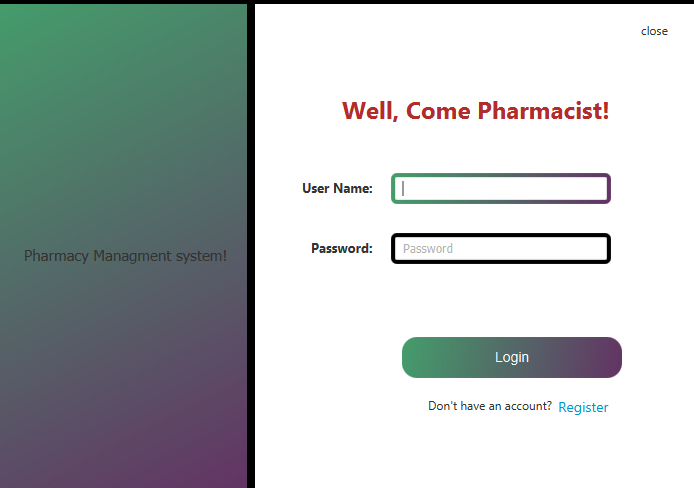 close
Well, Come Pharmacist!
User Name:
Pharmacy Managment system!
Password: Password
Login
Don't have an account? Register